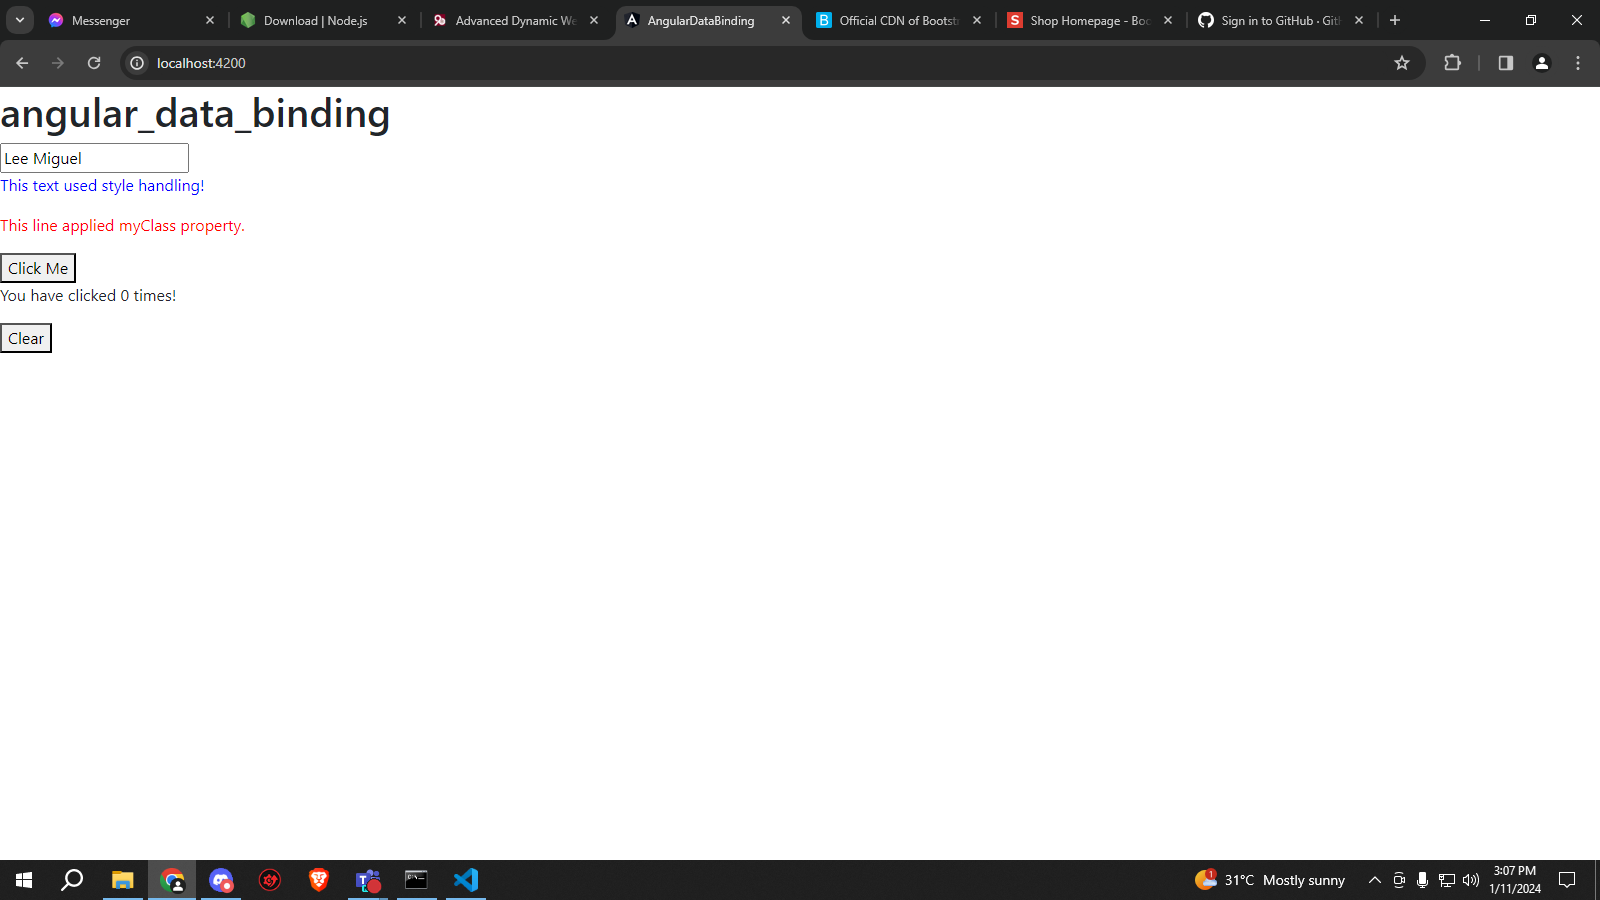 Messenger
Download | Node.js
Advanced Dynamic We
AngularDataBinding
Official CDN of Bootst
Shop Homepage - Boo
Sign in to GitHub · Git
localhost:4200
angular_data_binding
Lee Miguel
This text used style handling!
This line applied myClass property.
Click Me
You have clicked 0 times!
Clear
1
31°C Mostly sunny
3:07 PM
1/11/2024